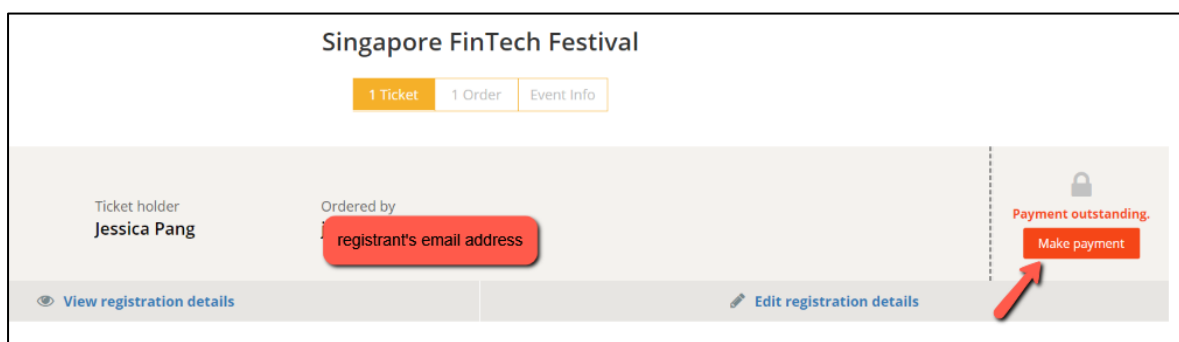 Singapore FinTech Festival
1 Ticket 1 Order Event Info
Ticket holder Ordered by
Jessica Pang
registrant's email address
Payment outstanding.
Make payment
View registration details Edit registration details